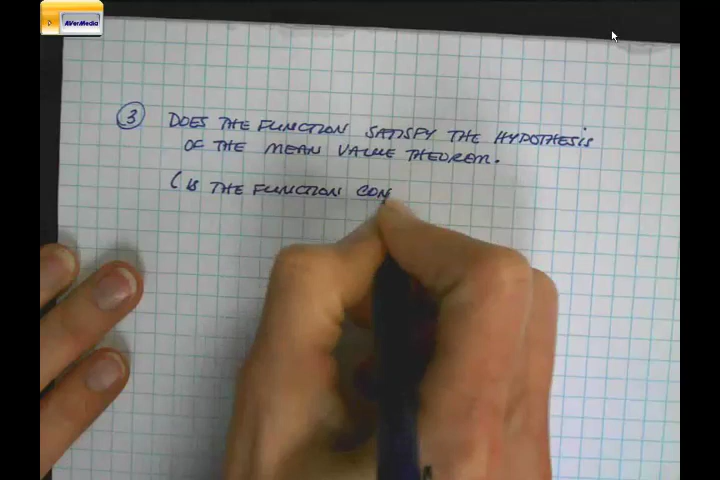 AVerMedia
③ DOES THE FUNCTION SATISFY THE HYPOTHESIS
OF THE MEAN VALUE THEOREM.
( IS THE FUNCTION CON